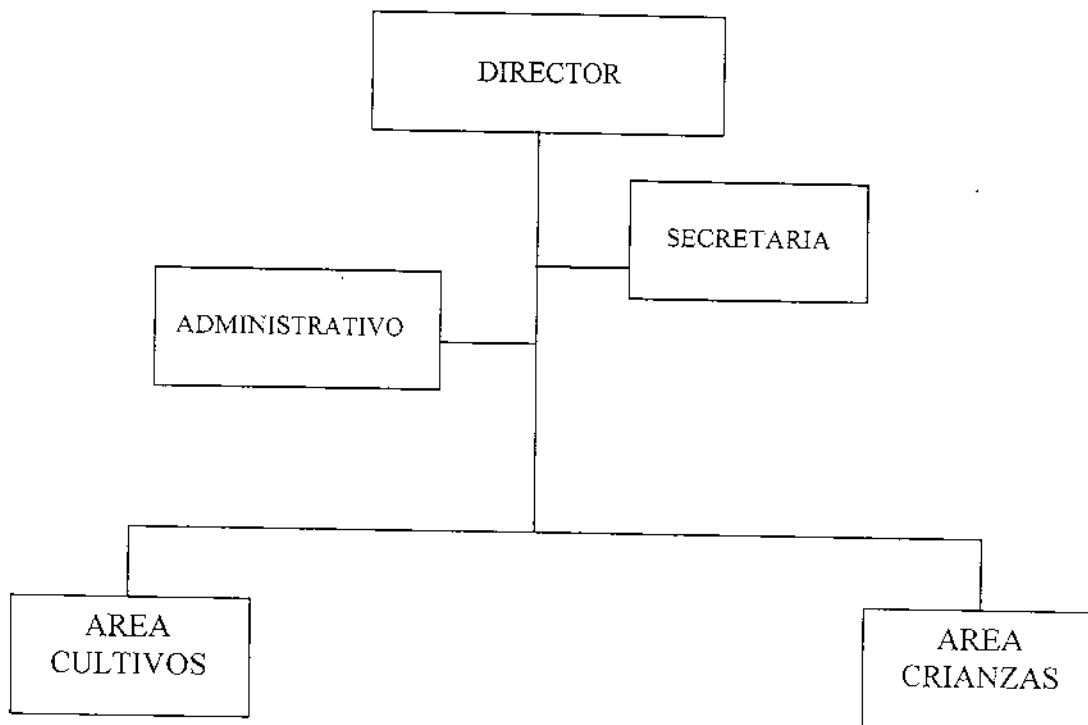 DIRECTOR
SECRETARIA
ADMINISTRATIVO
AREA
CULTIVOS
AREA
CRIANZAS